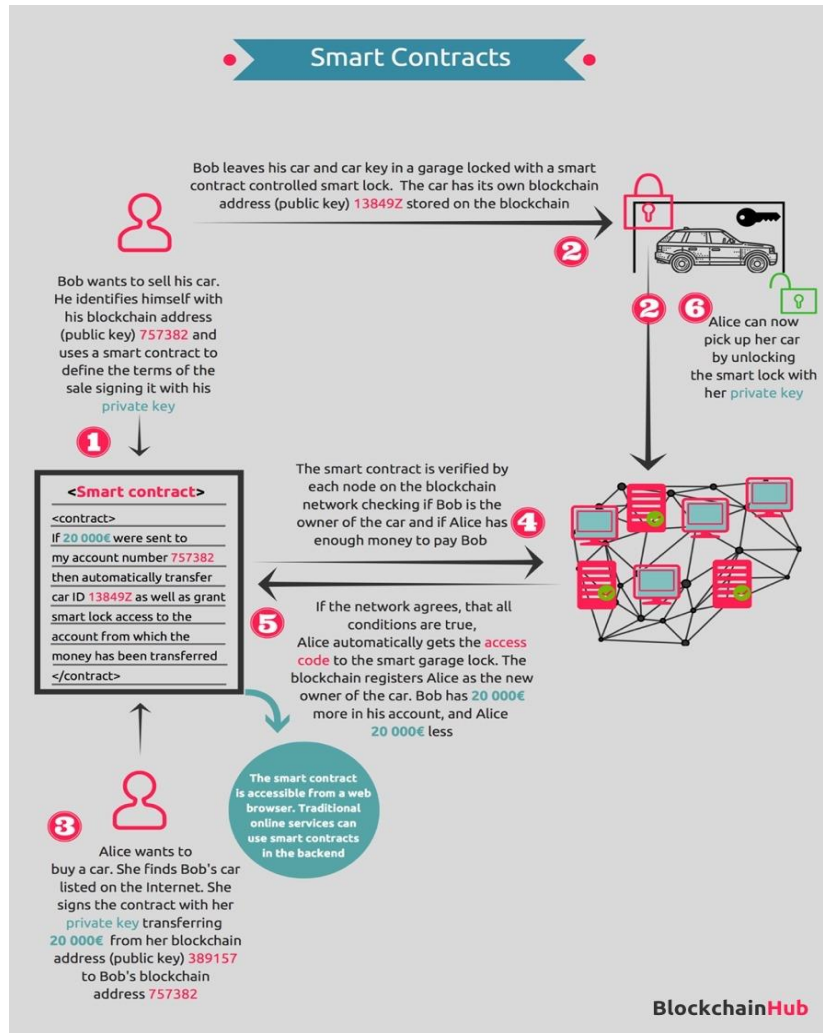 Smart Contracts
Bob leaves his car and car key in a garage locked with a smart
contract controlled smart lock. The car has its own blockchain
address (public key) 13849Z stored on the blockchain
2
Bob wants to sell his car.
He identifies himself with
his blockchain address
(public key) 757382 and
uses a smart contract to
define the terms of the
sale signing it with his
private key
1
2
6
Alice can now
pick up her car
by unlocking
the smart lock with
her private key
<Smart contract>
<contract>
If 20 000€ were sent to
my account number 757382
then automatically transfer
car ID 13849Z as well as grant
smart lock access to the
account from which the
money has been transferred
</contract>
The smart contract is verified by
each node on the blockchain
network checking if Bob is the
owner of the car and if Alice has
enough money to pay Bob
4
5
If the network agrees, that all
conditions are true,
Alice automatically gets the access
code to the smart garage lock. The
blockchain registers Alice as the new
owner of the car. Bob has 20 000€
more in his account, and Alice
20 000€ less
The smart contract
is accessible from a web
browser. Traditional
online services can
use smart contracts
in the backend
3
Alice wants to
buy a car. She finds Bob's car
listed on the Internet. She
signs the contract with her
private key transferring
20 000€ from her blockchain
address (public key) 389157
to Bob's blockchain
address 757382
BlockchainHub